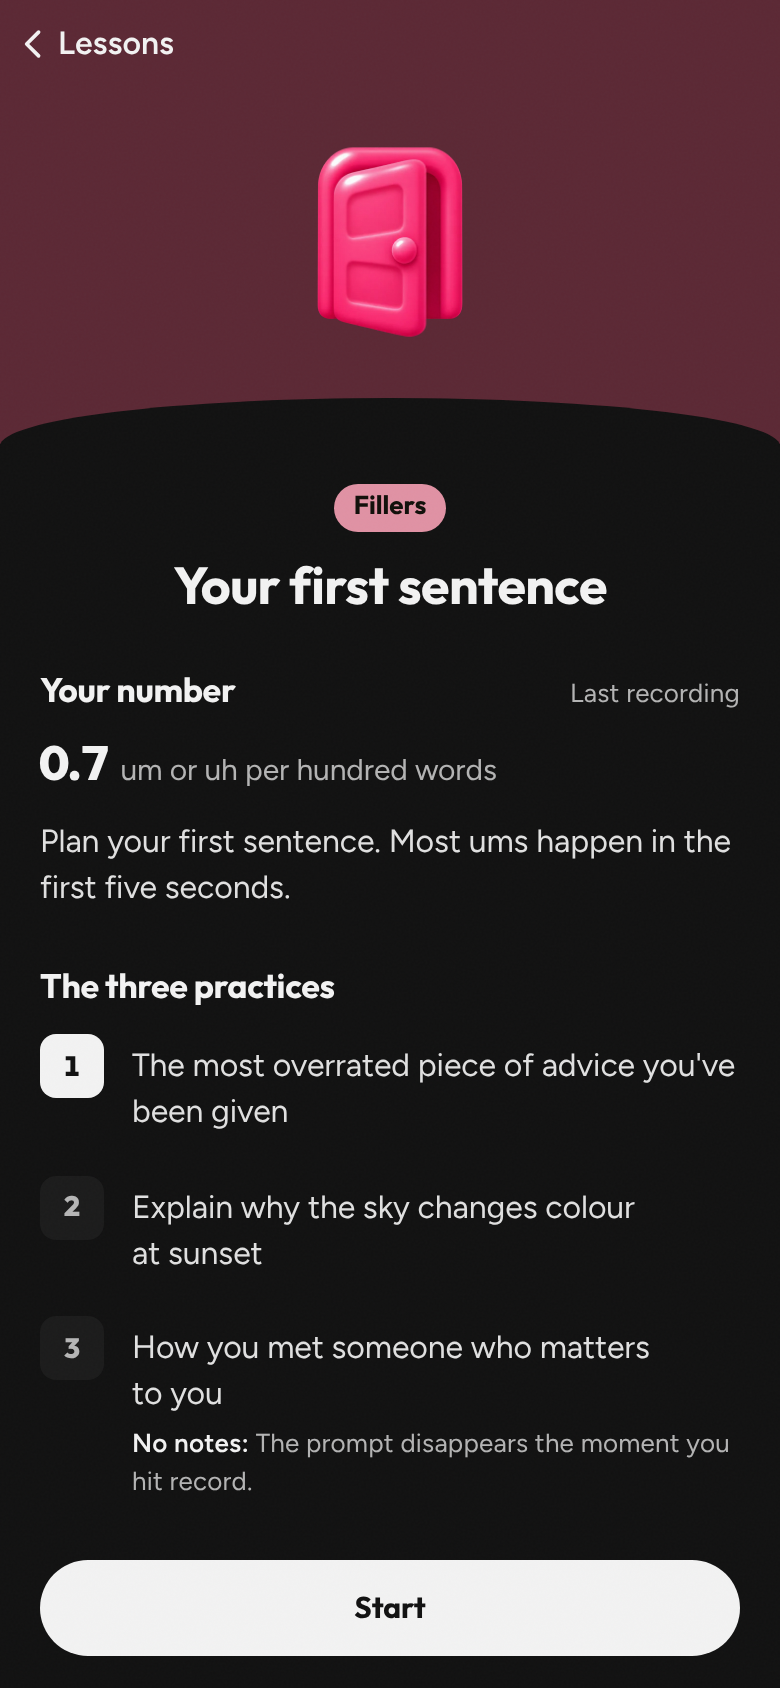 Lessons
Fillers
Your first sentence
Your number
Last recording
0.7 um or uh per hundred words
Plan your first sentence. Most ums happen in the
first five seconds.
The three practices
1 The most overrated piece of advice you've
been given
2 Explain why the sky changes colour
at sunset
3 How you met someone who matters
to you
No notes: The prompt disappears the moment you
hit record.
Start